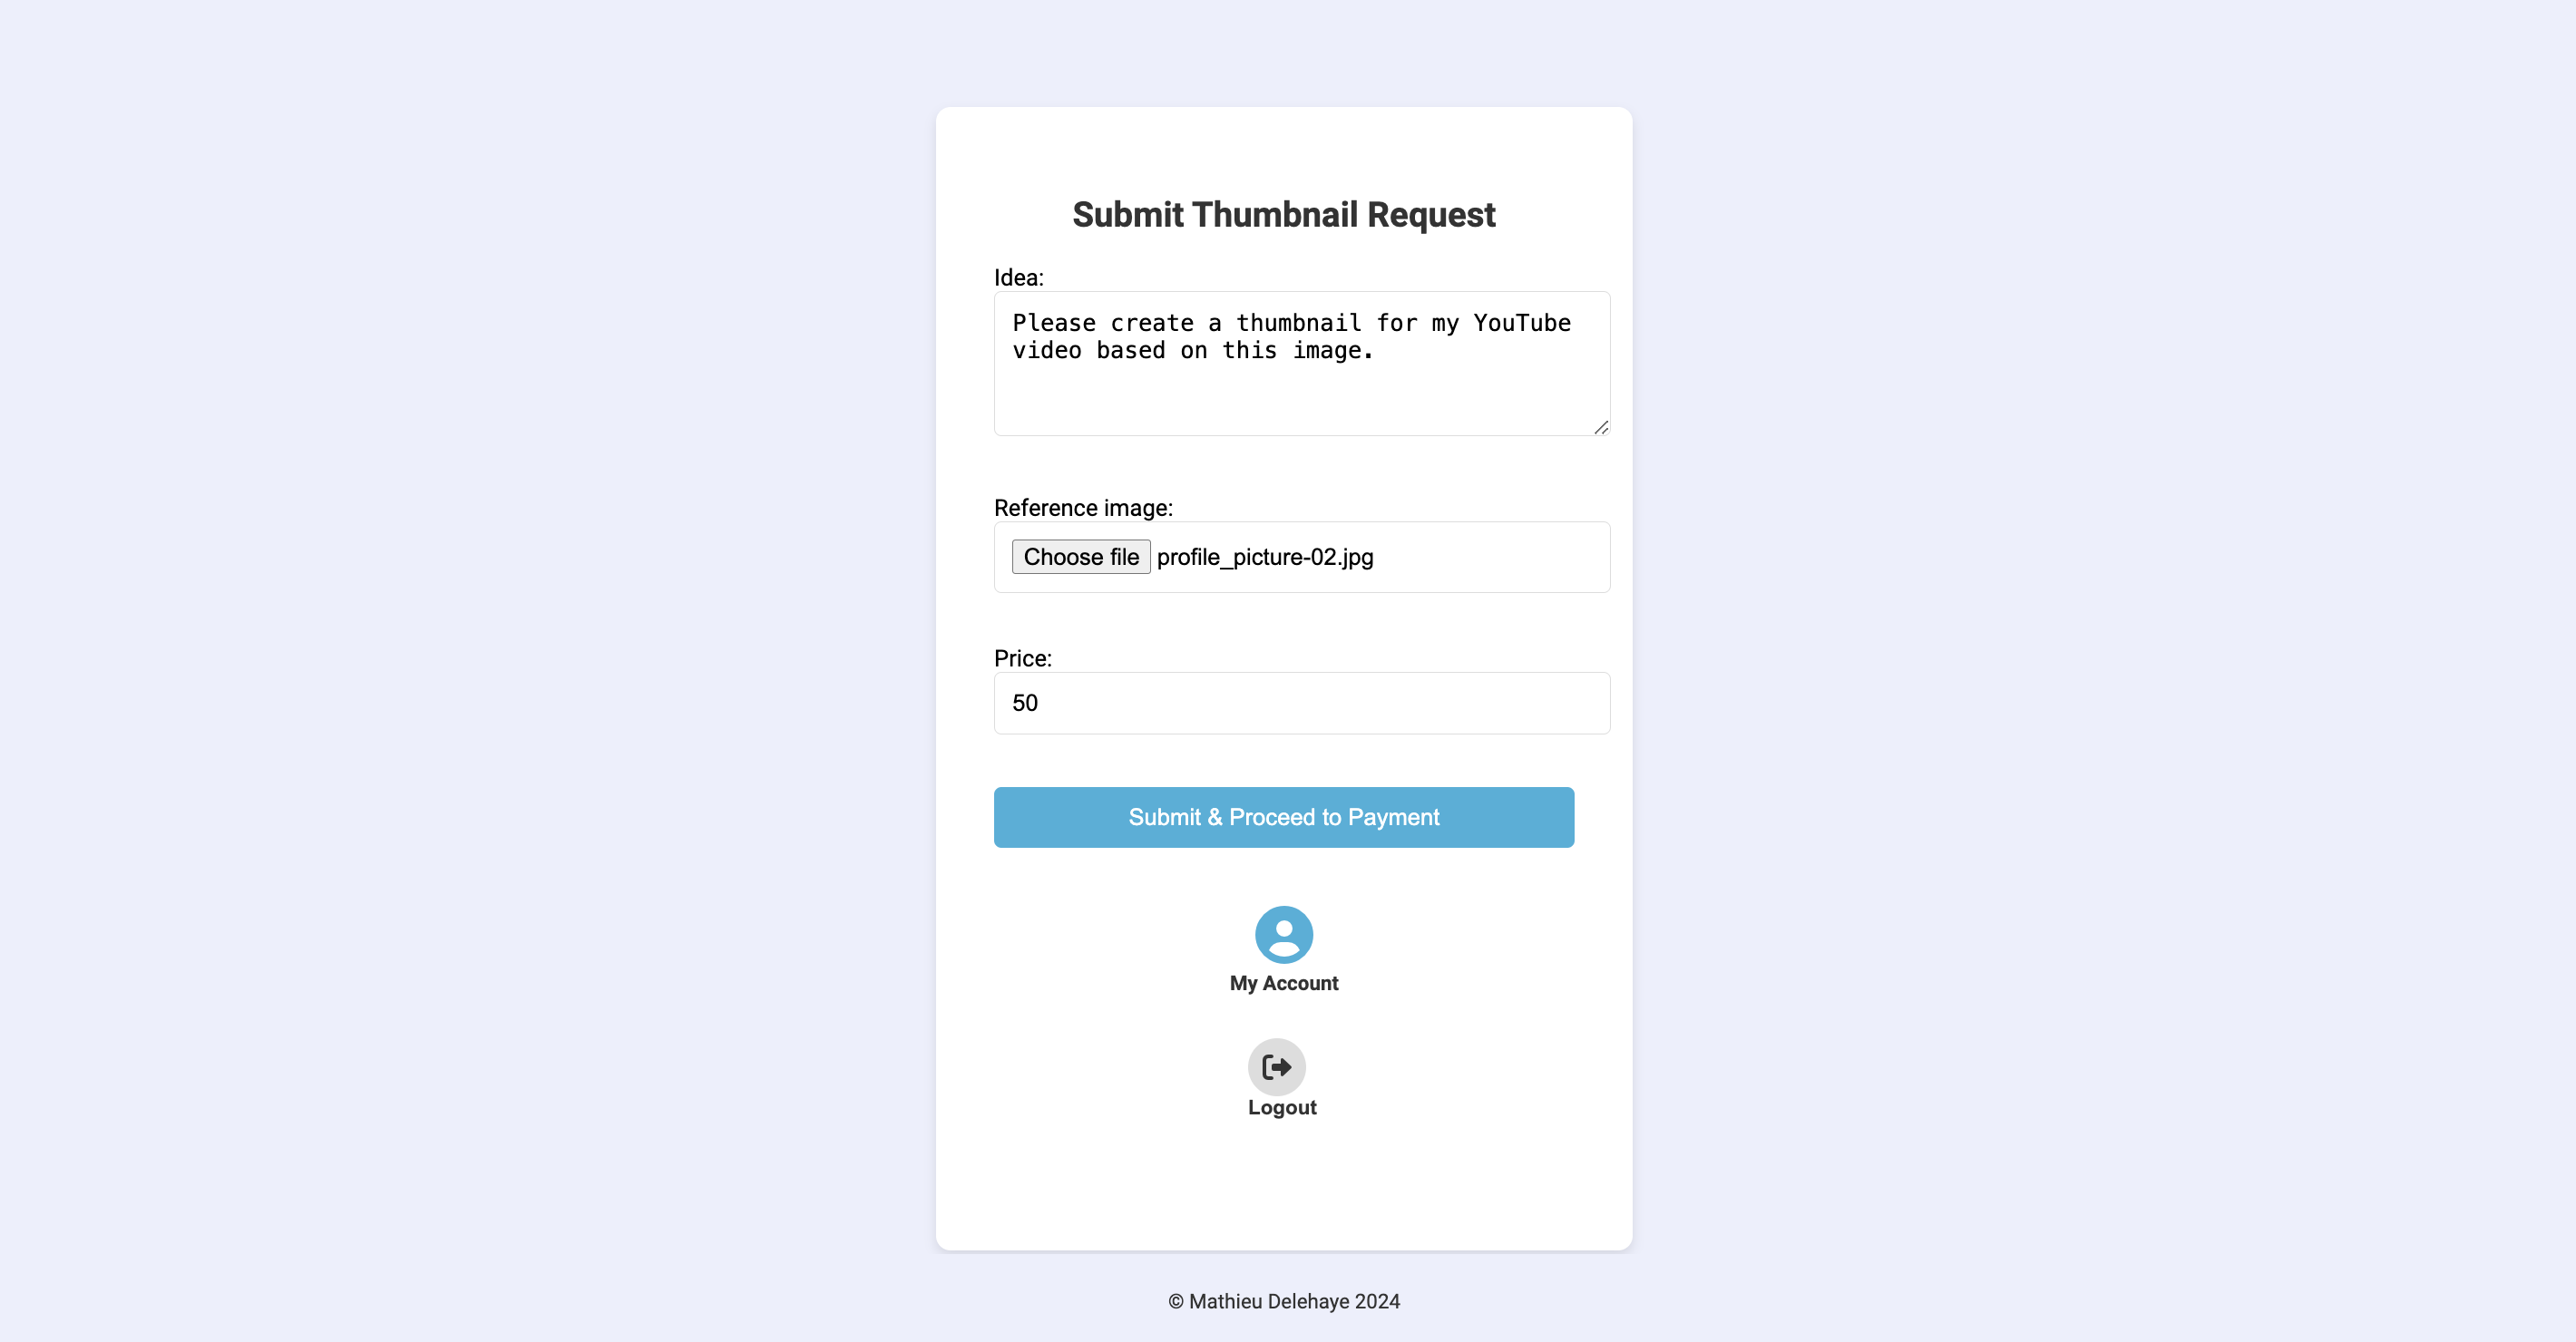 Submit Thumbnail Request
Idea:
Please create a thumbnail for my YouTube
video based on this image.
Reference image:
Choose file profile_picture-02.jpg
Price:
50
Submit & Proceed to Payment
My Account
Logout
© Mathieu Delehaye 2024